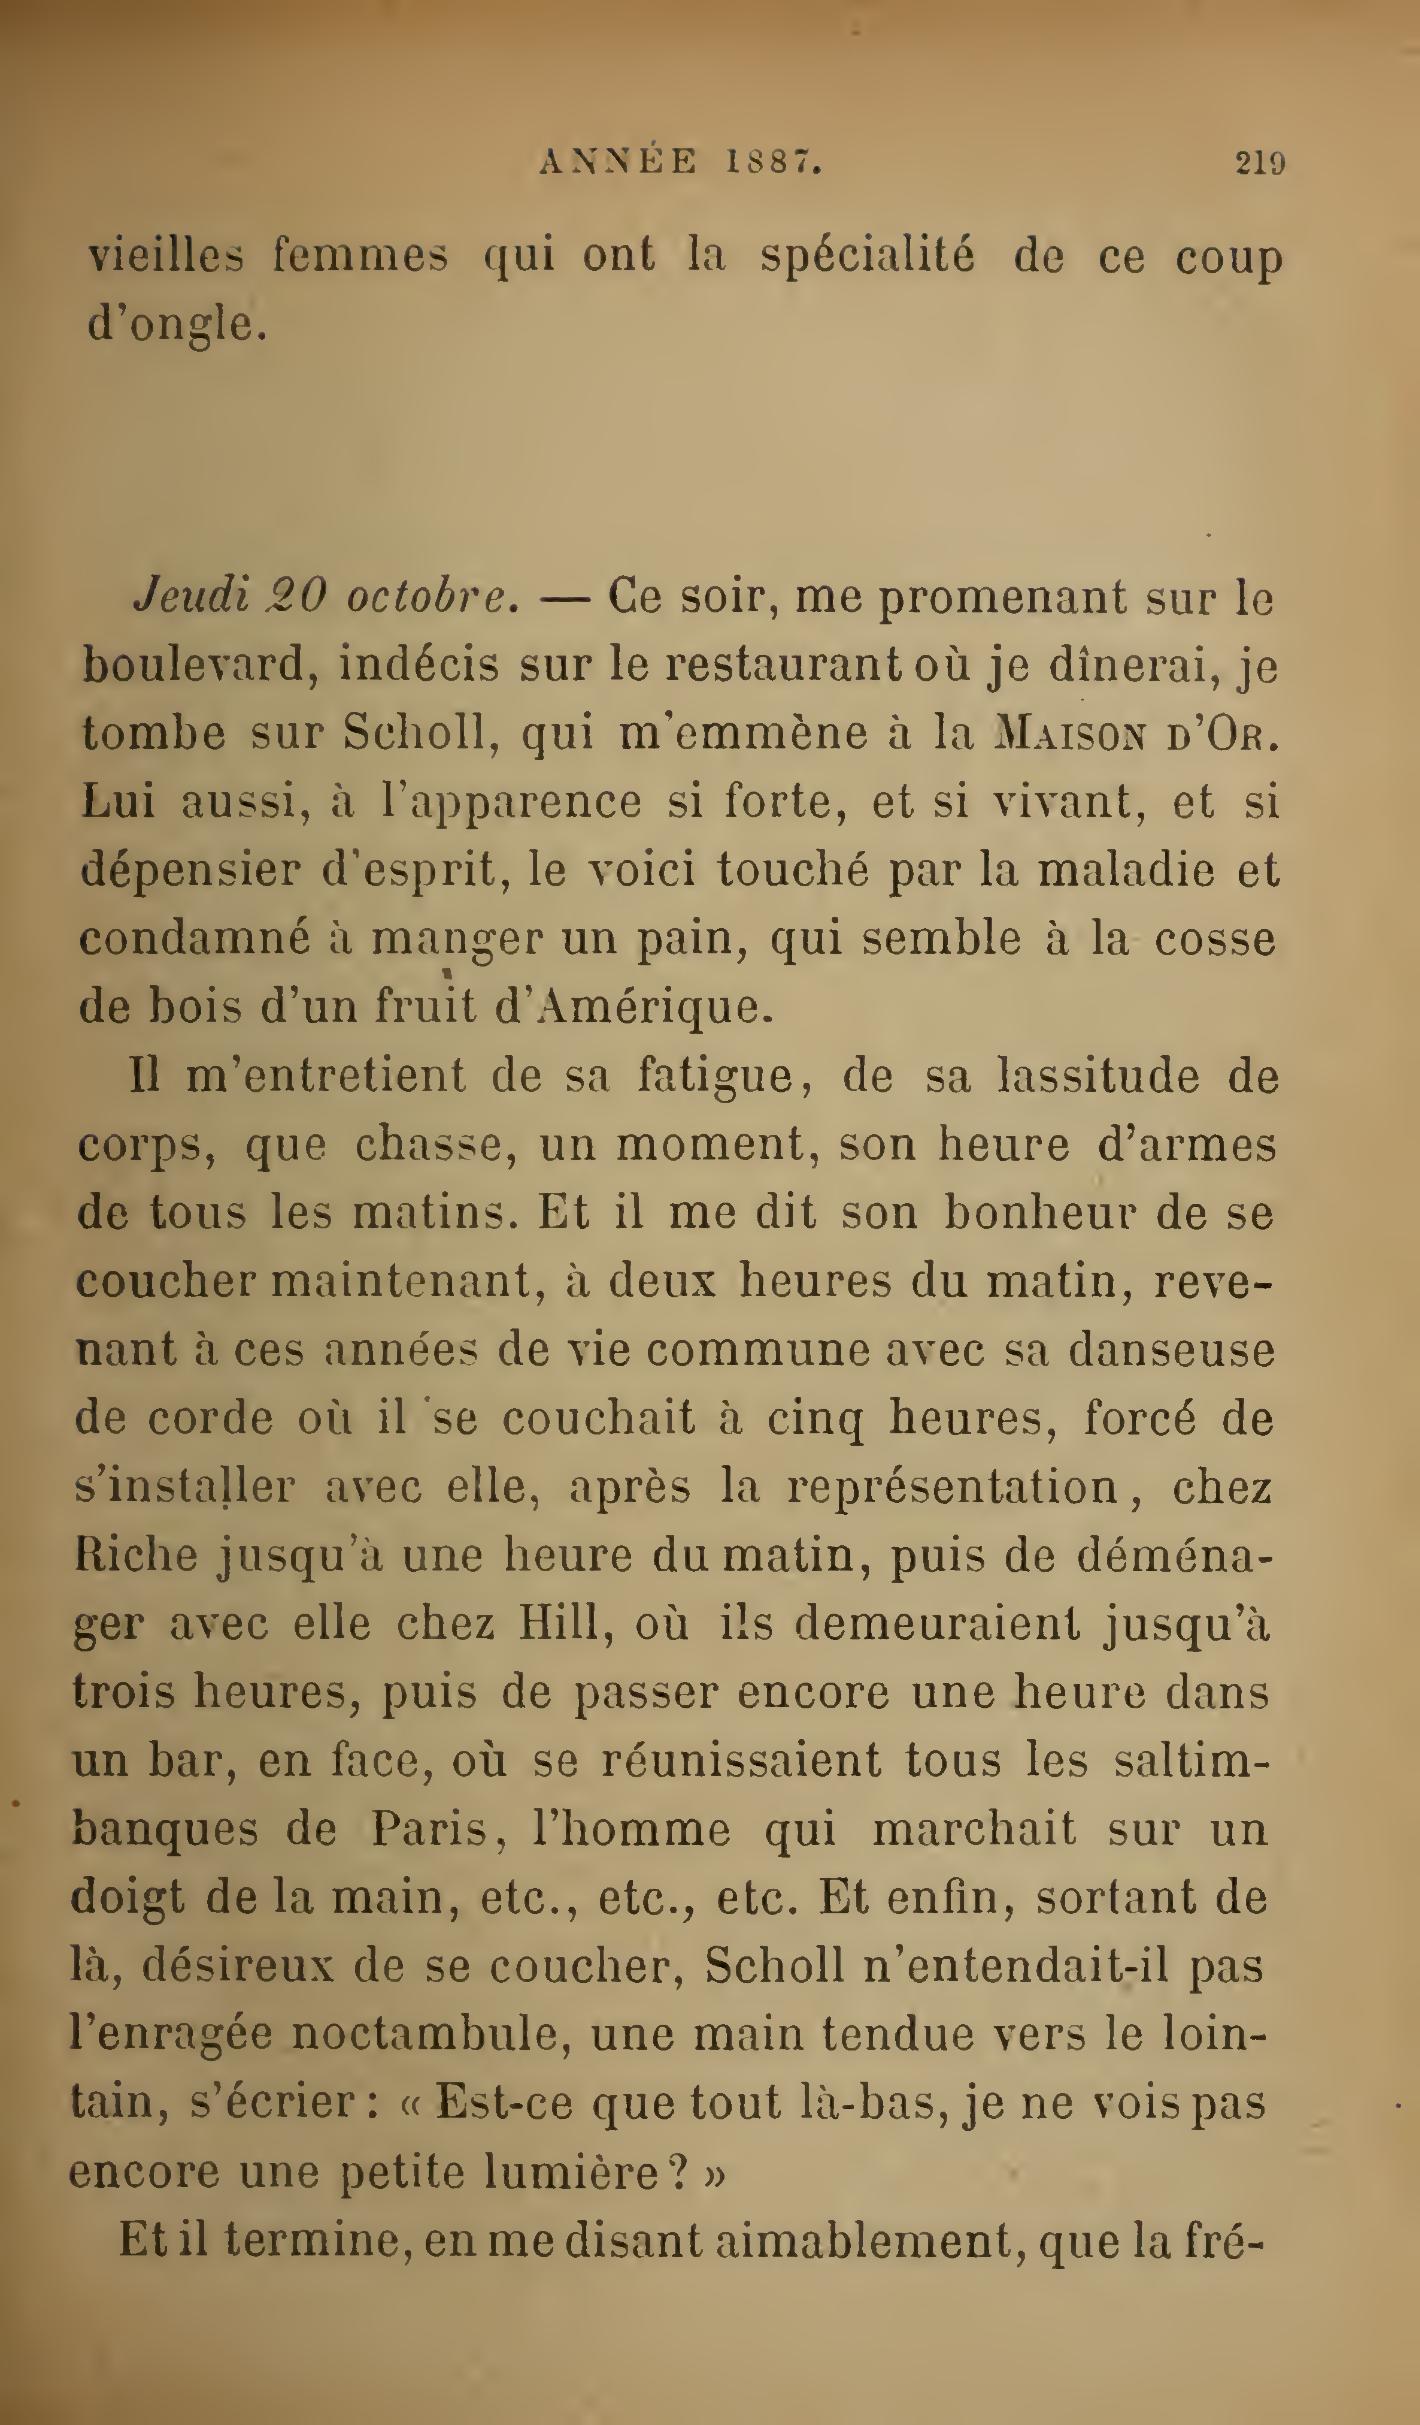 ANNÉE 1887. 219
vieilles femmes qui ont la spécialité de ce coup
d'ongle.
Jeudi 20 octobre. — Ce soir, me promenant sur le
boulevard, indécis sur le restaurant où je dînerai, je
tombe sur Scholl, qui m'emmène à la MAISON D'OR.
Lui aussi, à l'apparence si forte, et si vivant, et si
dépensier d'esprit, le voici touché par la maladie et
condamné à manger un pain, qui semble à la cosse
de bois d'un fruit d'Amérique.
Il m'entretient de sa fatigue, de sa lassitude de
corps, que chasse, un moment, son heure d'armes
de tous les matins. Et il me dit son bonheur de se
coucher maintenant, à deux heures du matin, reve-
nant à ces années de vie commune avec sa danseuse
de corde où il se couchait à cinq heures, forcé de
s'installer avec elle, après la représentation, chez
Riche jusqu'à une heure du matin, puis de déména-
ger avec elle chez Hill, où ils demeuraient jusqu'à
trois heures, puis de passer encore une heure dans
un bar, en face, où se réunissaient tous les saltim-
banques de Paris, l'homme qui marchait sur un
doigt de la main, etc., etc., etc. Et enfin, sortant de
là, désireux de se coucher, Scholl n'entendait-il pas
l'enragée noctambule, une main tendue vers le loin-
tain, s'écrier : « Est-ce que tout là-bas, je ne vois pas
encore une petite lumière ? »
Et il termine, en me disant aimablement, que la fré-